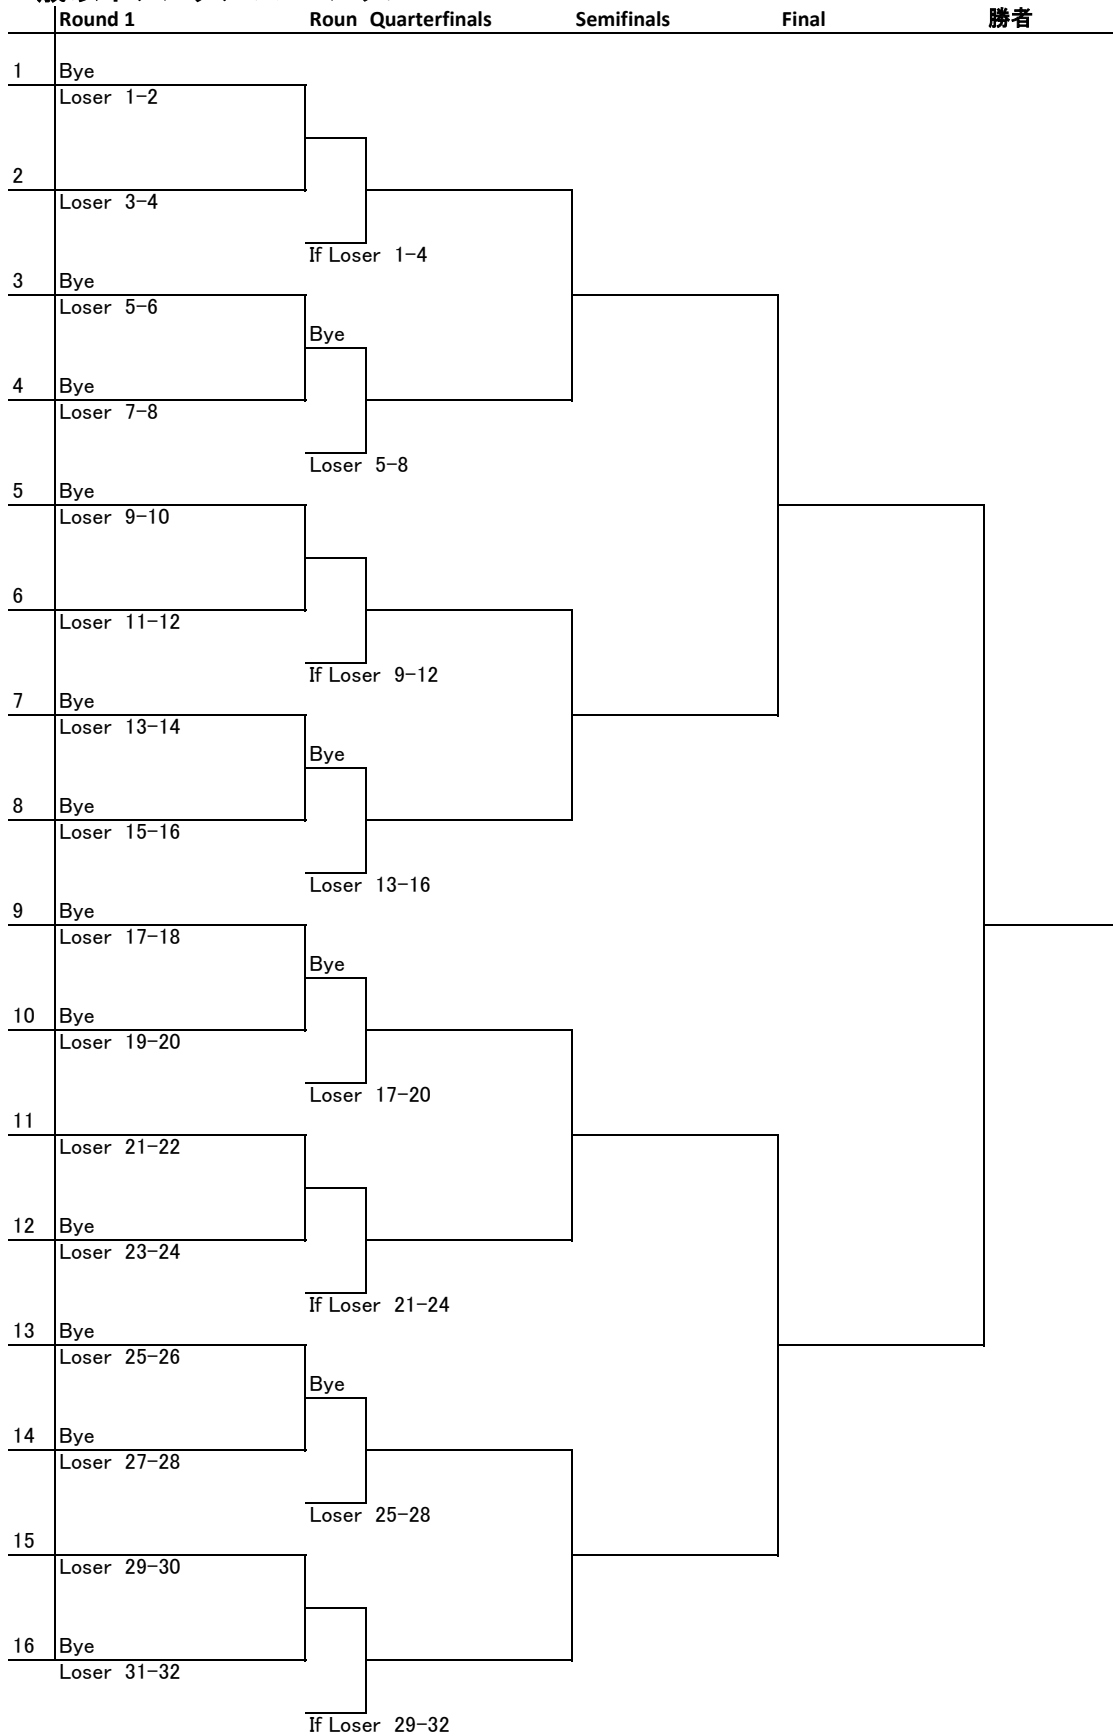 Round 1 Roun Quarterfinals Semifinals Final 勝者
1 Bye
Loser 1-2
2
Loser 3-4
If Loser 1-4
3 Bye
Loser 5-6
Bye
4 Bye
Loser 7-8
Loser 5-8
5 Bye
Loser 9-10
6
Loser 11-12
If Loser 9-12
7 Bye
Loser 13-14
Bye
8 Bye
Loser 15-16
Loser 13-16
9 Bye
Loser 17-18
Bye
10 Bye
Loser 19-20
Loser 17-20
11
Loser 21-22
12 Bye
Loser 23-24
If Loser 21-24
13 Bye
Loser 25-26
Bye
14 Bye
Loser 27-28
Loser 25-28
15
Loser 29-30
16 Bye
Loser 31-32
If Loser 29-32